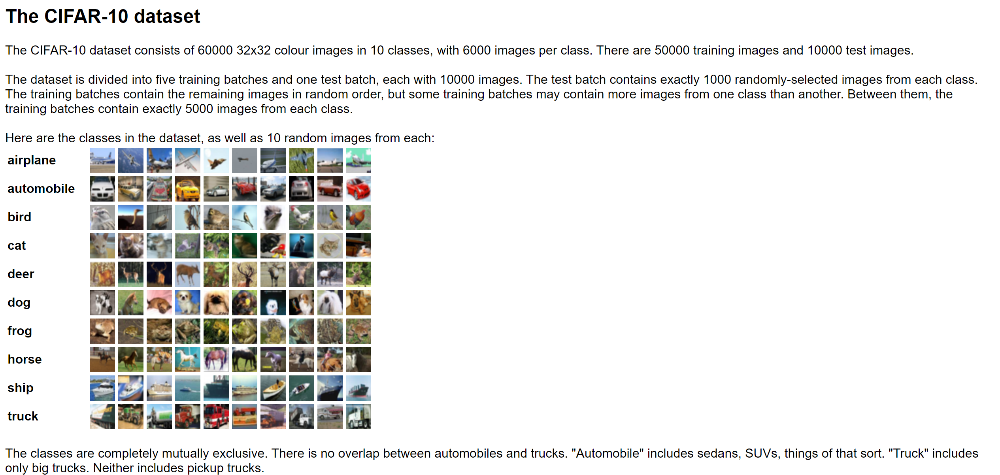 The CIFAR-10 dataset
The CIFAR-10 dataset consists of 60000 32x32 colour images in 10 classes, with 6000 images per class. There are 50000 training images and 10000 test images.
The dataset is divided into five training batches and one test batch, each with 10000 images. The test batch contains exactly 1000 randomly-selected images from each class.
The training batches contain the remaining images in random order, but some training batches may contain more images from one class than another. Between them, the
training batches contain exactly 5000 images from each class.
Here are the classes in the dataset, as well as 10 random images from each:
airplane
automobile
bird
cat
deer
dog
frog
horse
ship
truck
The classes are completely mutually exclusive. There is no overlap between automobiles and trucks. "Automobile" includes sedans, SUVs, things of that sort. "Truck" includes
only big trucks. Neither includes pickup trucks.